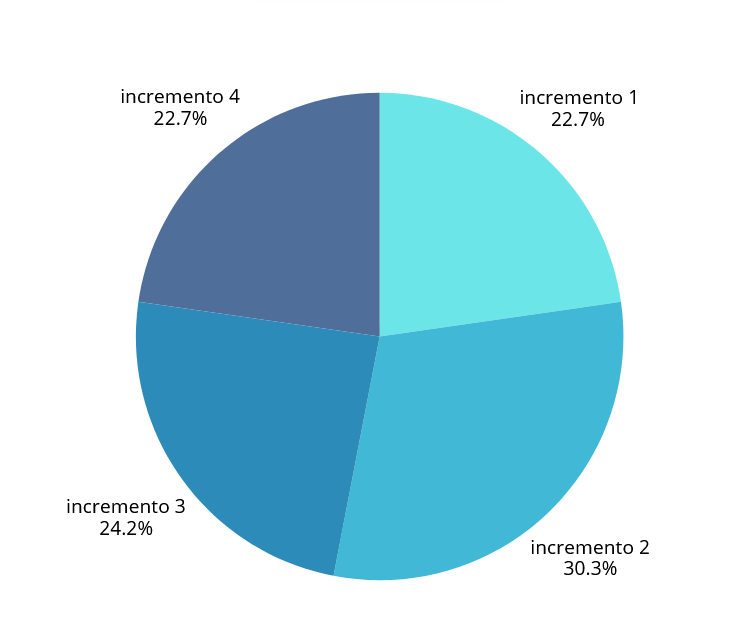 incremento 4
22.7%
incremento 1
22.7%
incremento 3
24.2%
incremento 2
30.3%